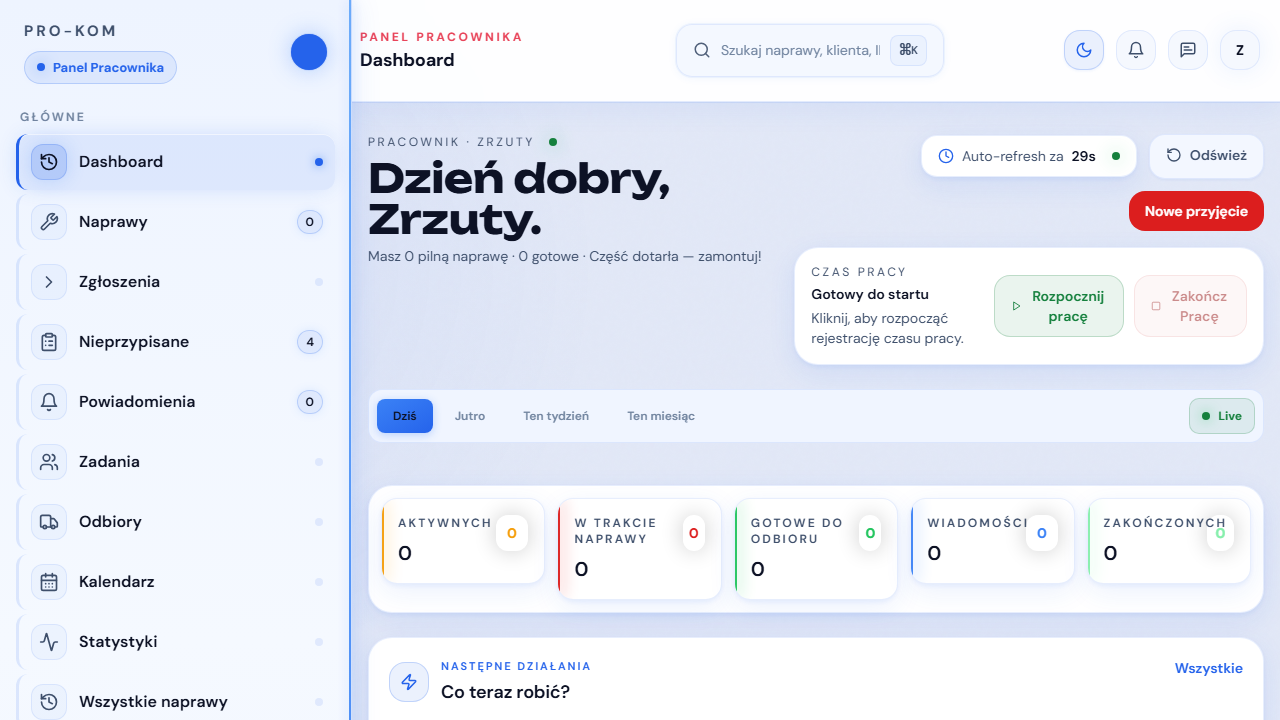 PRO-KOM
Panel Pracownika
GŁÓWNE
Dashboard
Naprawy
0
Zgłoszenia
Nieprzypisane
4
Powiadomienia
0
Zadania
Odbiory
Kalendarz
Statystyki
Wszystkie naprawy
PANEL PRACOWNIKA
Dashboard
Szukaj naprawy, klienta,
⌘K
Z
PRACOWNIK · ZRZUTY
Dzień dobry,
Zrzuty.
Masz 0 pilną naprawę · 0 gotowe · Część dotarła — zamontuj!
Auto-refresh za 29s
Odśwież
Nowe przyjęcie
CZAS PRACY
Gotowy do startu
Kliknij, aby rozpocząć
rejestrację czasu pracy.
Rozpocznij
pracę
Zakończ
Pracę
Dziś
Jutro
Ten tydzień
Ten miesiąc
Live
AKTYWNYCH
0
0
W TRAKCIE
NAPRAWY
0
0
GOTOWE DO
ODBIORU
0
0
WIADOMOŚCI
0
0
ZAKOŃCZONYCH
0
0
NASTĘPNE DZIAŁANIA
Co teraz robić?
Wszystkie